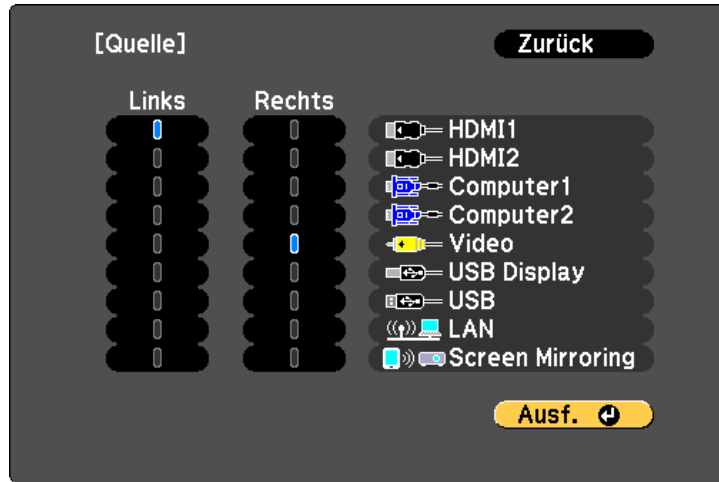 [Quelle] Zurück
Links Rechts
HDMI1
HDMI2
Computer1
Computer2
Video
USB Display
USB
LAN
Screen Mirroring
Ausf.